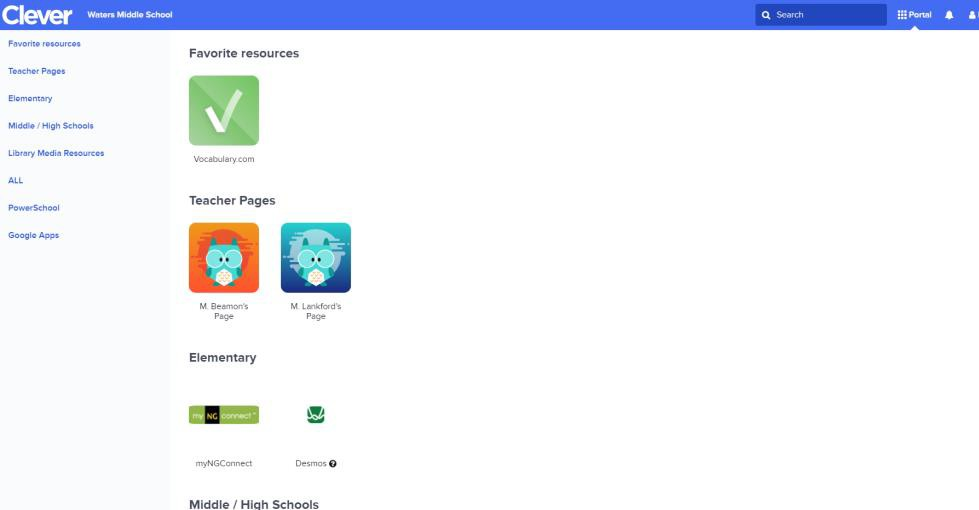 Clever
Waters Middle School
Search
Portal
Favorite resources
Teacher Pages
Elementary
Middle / High Schools
Library Media Resources
ALL
PowerSchool
Google Apps
Favorite resources
Vocabulary.com
Teacher Pages
M. Beamon's
Page
M. Lankford's
Page
Elementary
my NG connect™
myNGConnect
Desmos ?
Middle / High Schools